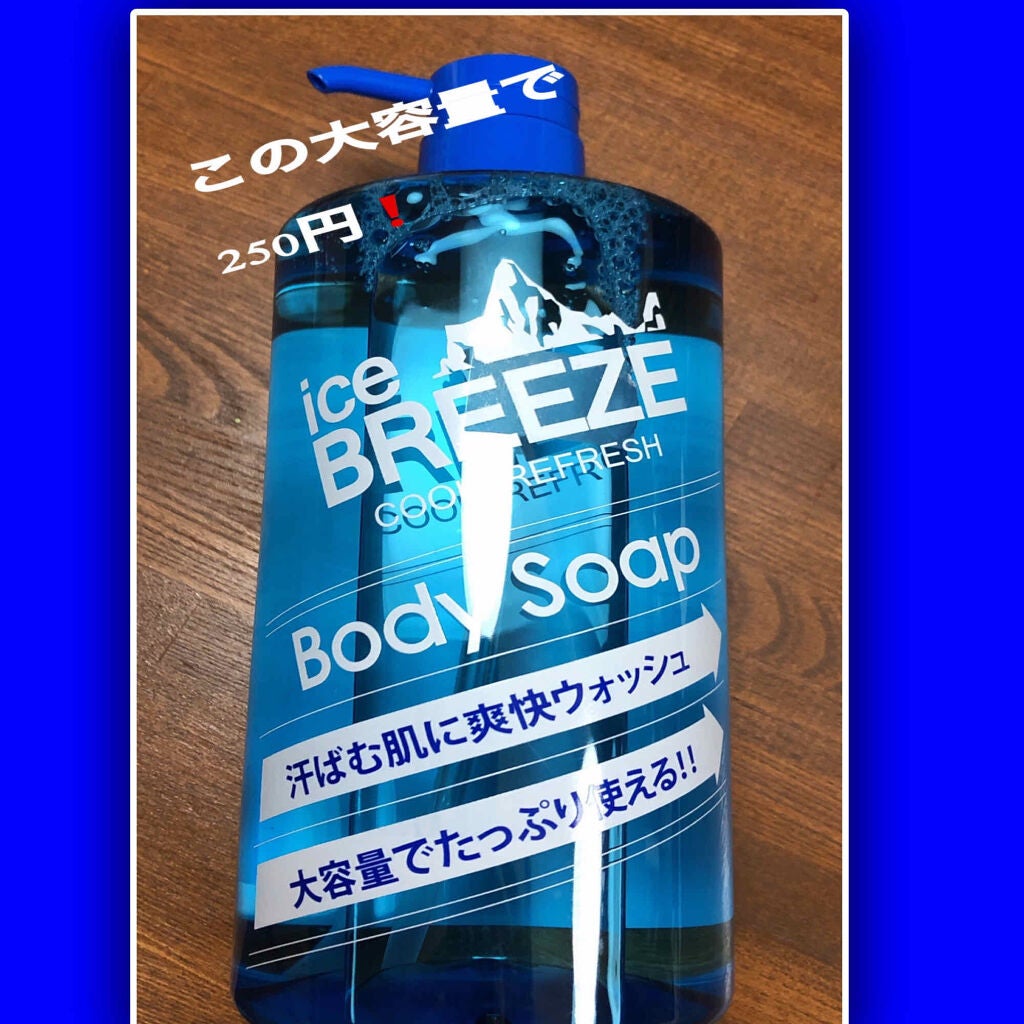 この大容量で
250円❗
ice
BREEZE
COOL REFRESH
Body Soap
汗ばむ肌に爽快ウォッシュ
大容量でたっぷり使える!!